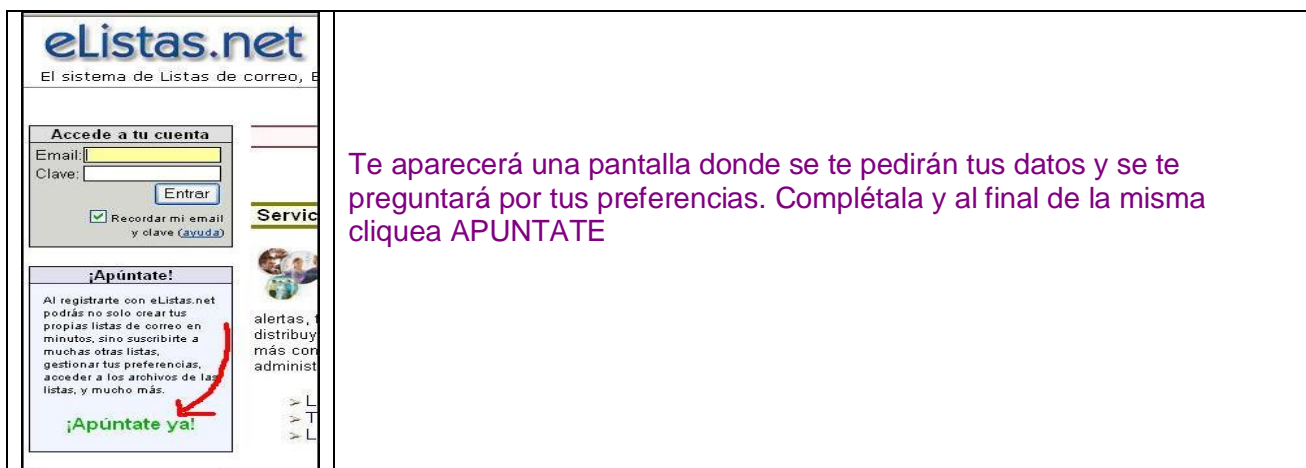 eListas.net
El sistema de Listas de correo,
Accede a tu cuenta
Email:
Clave:
Entrar
Recordar mi email
y clave (ayuda)
¡Apúntate!
Al registrarte con eListas.net
podrás no solo crear tus
propias listas de correo en
minutos, sino suscribirte a
muchas otras listas,
gestionar tus preferencias,
acceder a los archivos de las
listas, y mucho más.
¡Apúntate ya!
Servic
alertas,
distribuy
más con
administ
> L
> T
> L
Te aparecerá una pantalla donde se te pedirán tus datos y se te
preguntará por tus preferencias. Complétala y al final de la misma
cliquea APUNTATE